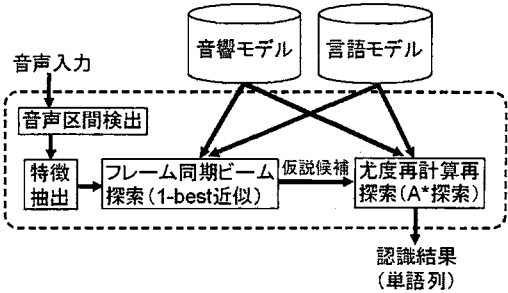 音響モデル
言語モデル
音声入力
音声区間検出
特徴
抽出
フレーム同期ビーム
探索(1-best近似)
仮説候補
尤度再計算再
探索(A*探索)
認識結果
(単語列)